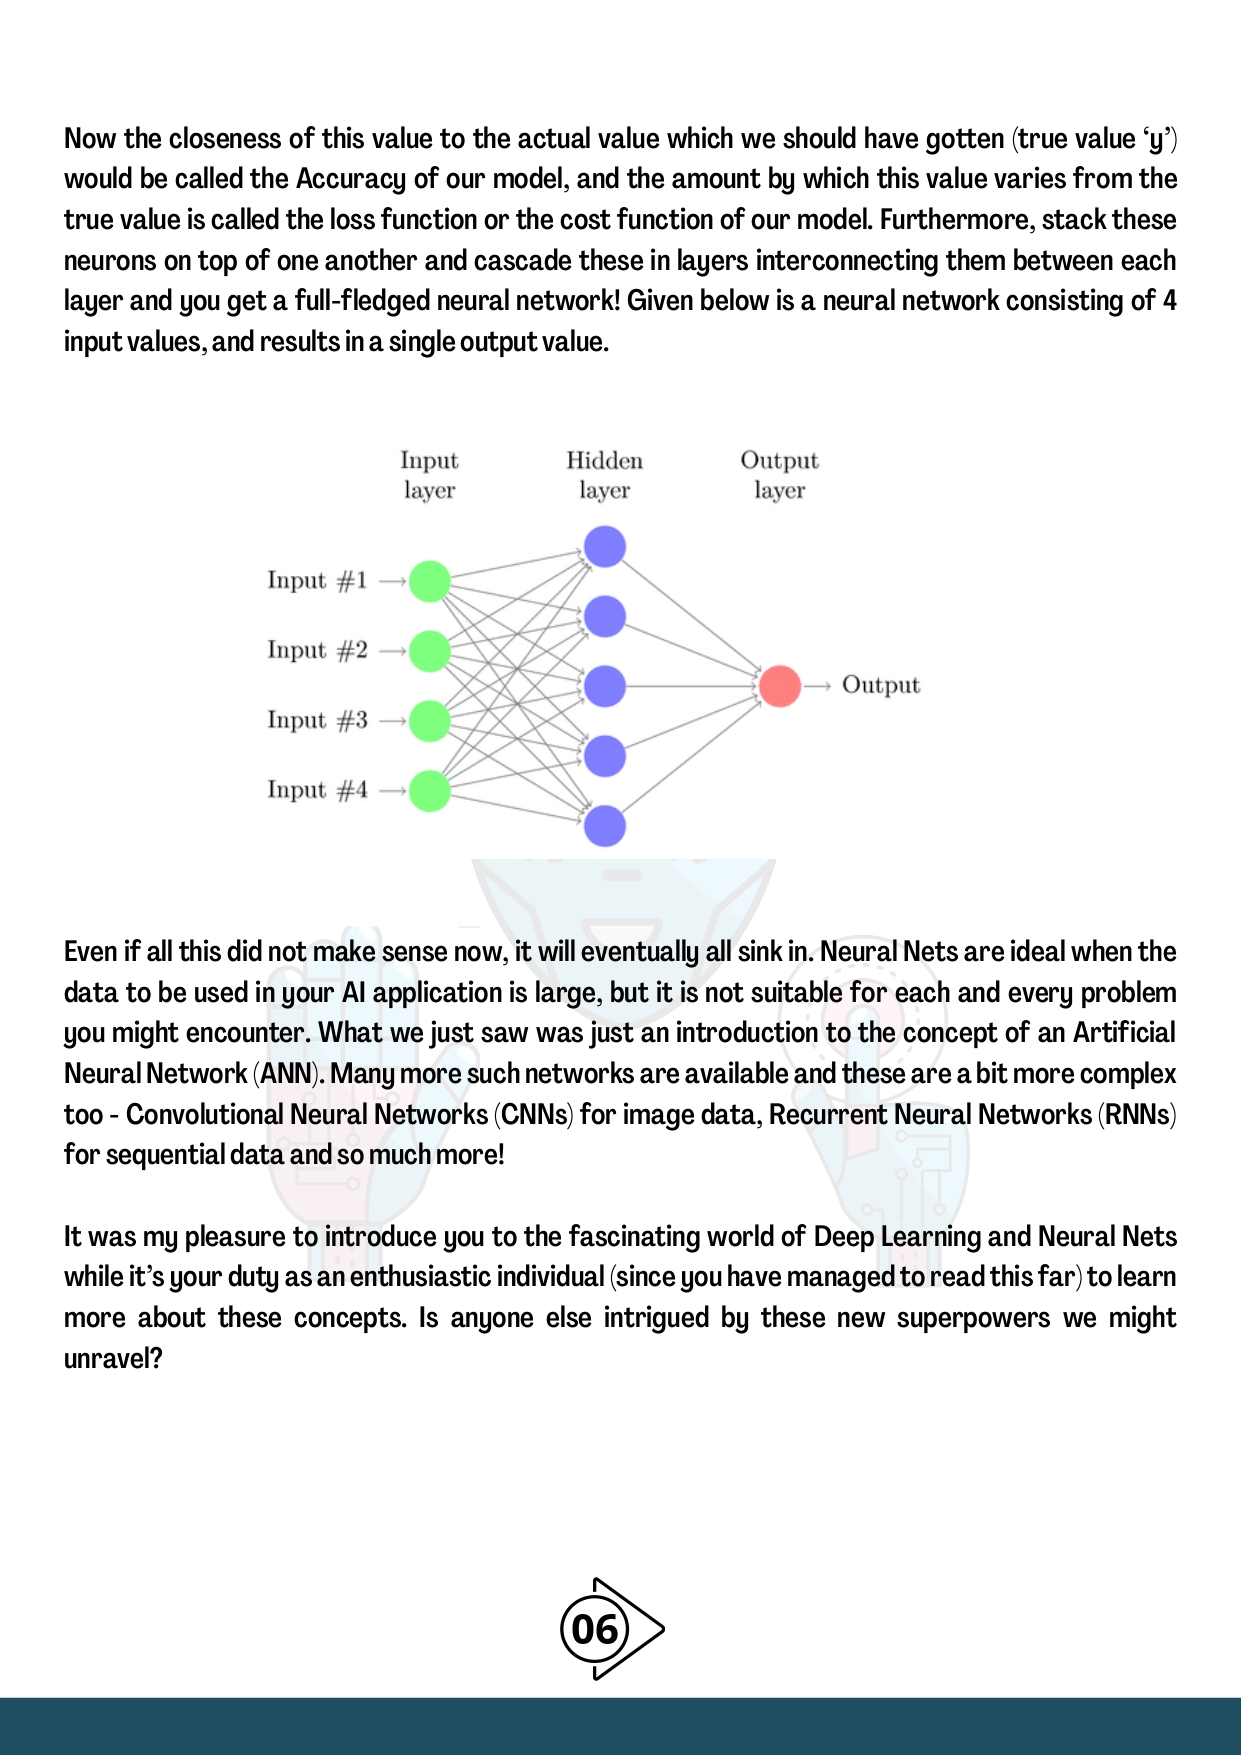 Now the closeness of this value to the actual value which we should have gotten (true value ‘y’)
would be called the Accuracy of our model, and the amount by which this value varies from the
true value is called the loss function or the cost function of our model. Furthermore, stack these
neurons on top of one another and cascade these in layers interconnecting them between each
layer and you get a full-fledged neural network! Given below is a neural network consisting of 4
input values, and results in a single output value.
Input layer
Hidden layer
Output layer
Input #1
Input #2
Input #3
Input #4
Output
Even if all this did not make sense now, it will eventually all sink in. Neural Nets are ideal when the
data to be used in your AI application is large, but it is not suitable for each and every problem
you might encounter. What we just saw was just an introduction to the concept of an Artificial
Neural Network (ANN). Many more such networks are available and these are a bit more complex
too - Convolutional Neural Networks (CNNs) for image data, Recurrent Neural Networks (RNNs)
for sequential data and so much more!
It was my pleasure to introduce you to the fascinating world of Deep Learning and Neural Nets
while it’s your duty as an enthusiastic individual (since you have managed to read this far) to learn
more about these concepts. Is anyone else intrigued by these new superpowers we might
unravel?
06